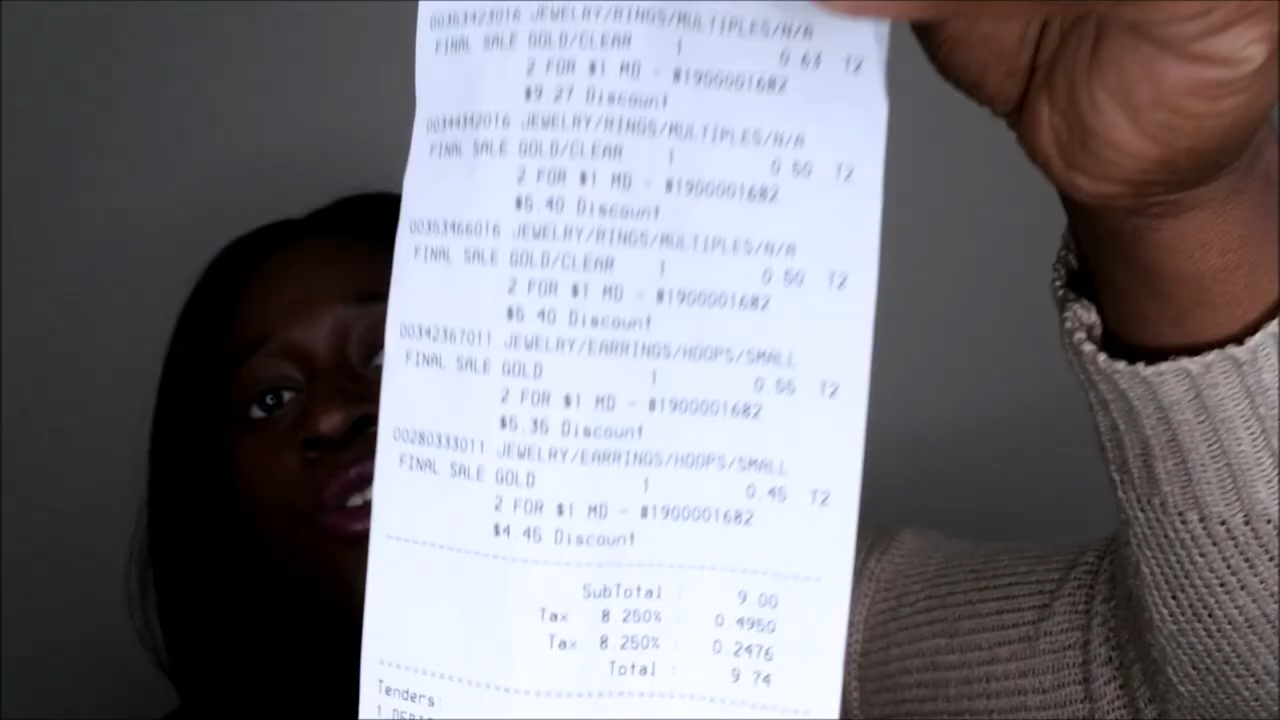 00353423016 JEWELRY/RINGS/MULTIPLES/N/A
FINAL SALE GOLD/CLEAR 1 0.63 T2
2 FOR $1 MD - #1900001682
$9.27 Discount
00344342016 JEWELRY/RINGS/MULTIPLES/N/A
FINAL SALE GOLD/CLEAR 1 0.50 T2
2 FOR $1 MD - #1900001682
$5.40 Discount
00353466016 JEWELRY/RINGS/MULTIPLES/N/A
FINAL SALE GOLD/CLEAR 1 0.50 T2
2 FOR $1 MD - #1900001682
$5.40 Discount
00342367011 JEWELRY/EARRINGS/HOOPS/SMALL
FINAL SALE GOLD 1 0.55 T2
2 FOR $1 MD - #1900001682
$5.35 Discount
00280333011 JEWELRY/EARRINGS/HOOPS/SMALL
FINAL SALE GOLD 1 0.45 T2
2 FOR $1 MD - #1900001682
$4.45 Discount
SubTotal : 9.00
Tax 8.250% : 0.4950
Tax 8.250% : 0.2475
Total : 9.74
Tenders: